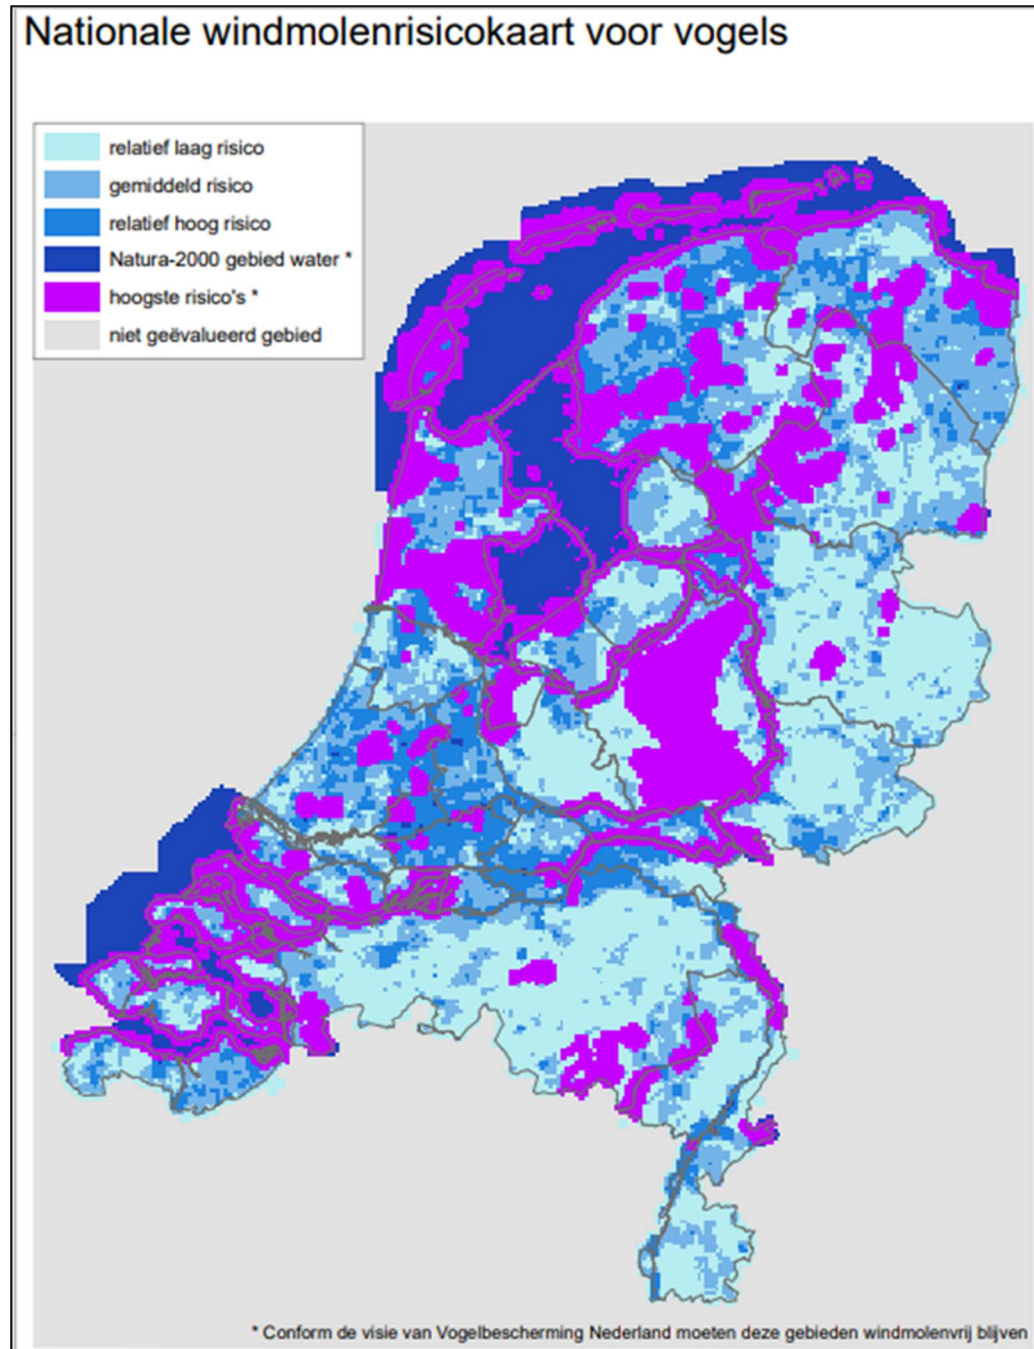 Nationale windmolenrisicokaart voor vogels
relatief laag risico
gemiddeld risico
relatief hoog risico
Natura-2000 gebied water *
hoogste risico's *
niet geëvalueerd gebied
* Conform de visie van Vogelbescherming Nederland moeten deze gebieden windmolenvrij blijven